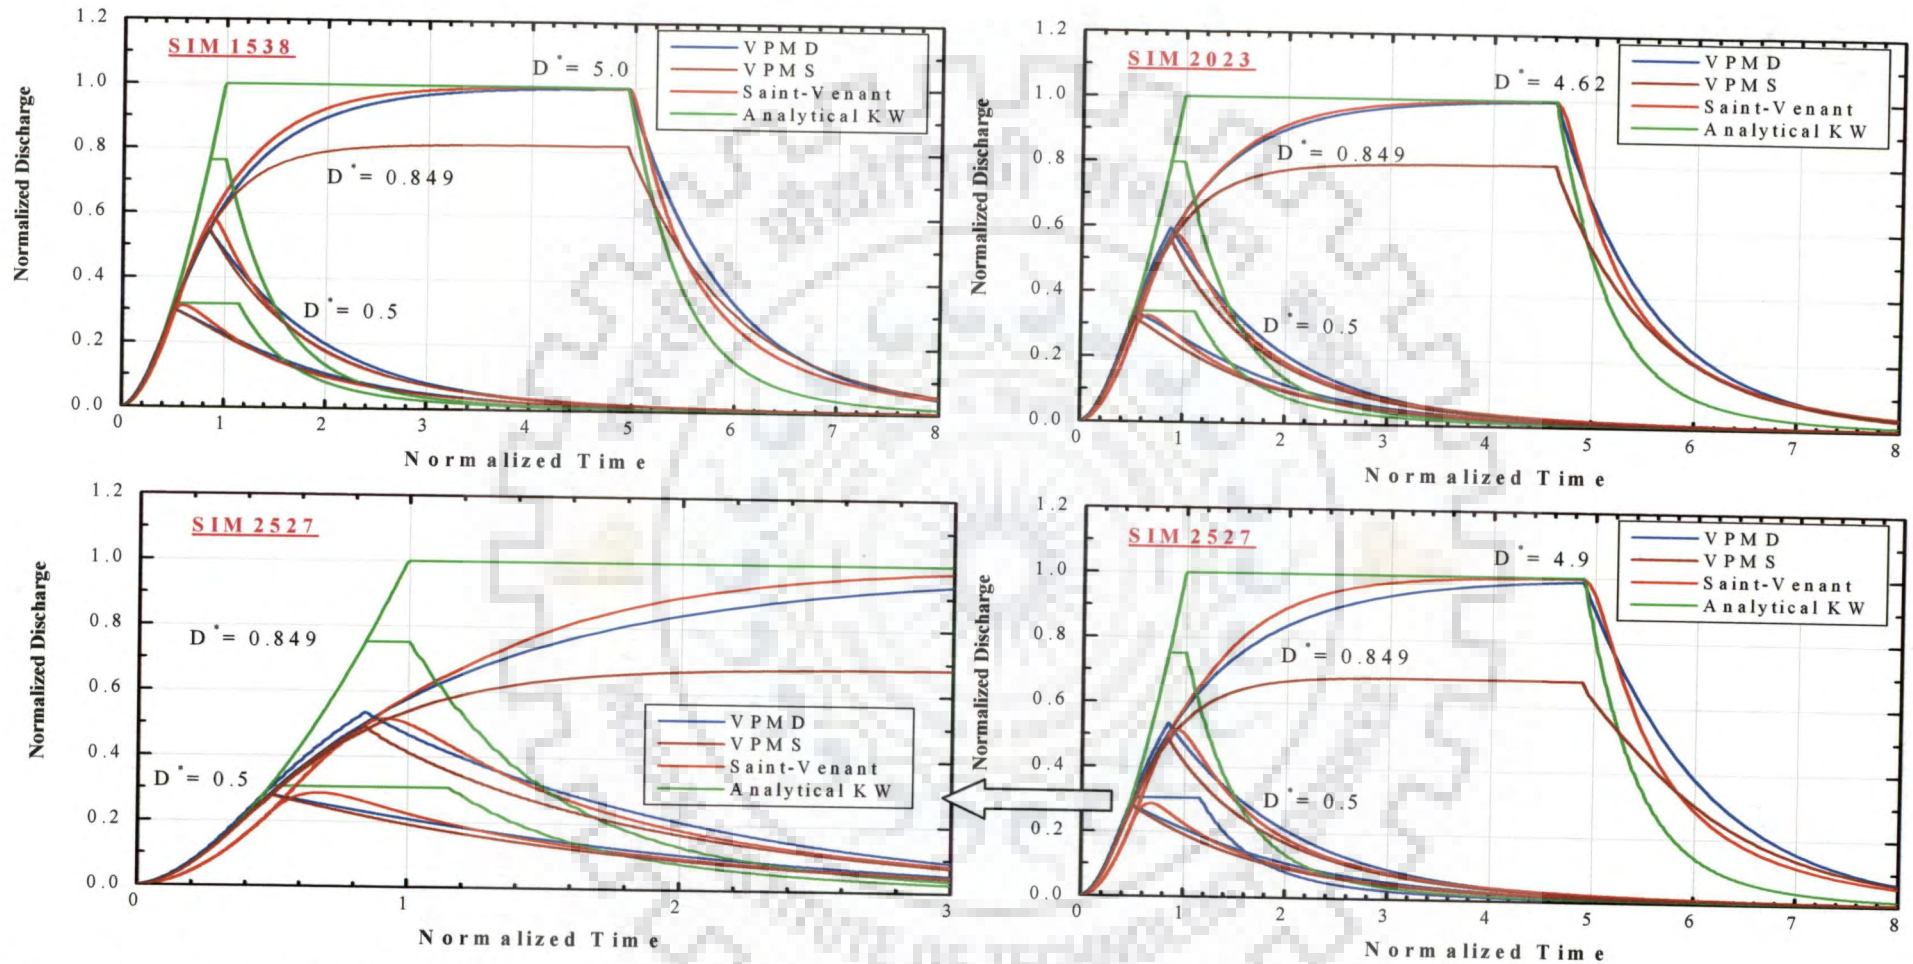 SIM 1538
D*= 5.0
VPMD
VPMS
Saint-Venant
Analytical KW
D*= 0.849
D*= 0.5
1.2
1.0
0.8
0.6
0.4
0.2
0.0
Normalized Discharge
0 1 2 3 4 5 6 7 8
Normalized Time
SIM 2023
D*= 4.62
VPMD
VPMS
Saint-Venant
Analytical KW
D*= 0.849
D*= 0.5
1.2
1.0
0.8
0.6
0.4
0.2
0.0
Normalized Discharge
0 1 2 3 4 5 6 7 8
Normalized Time
SIM 2527
D*= 0.849
D*= 0.5
VPMD
VPMS
Saint-Venant
Analytical KW
1.2
1.0
0.8
0.6
0.4
0.2
0.0
Normalized Discharge
0 1 2 3
Normalized Time
SIM 2527
D*= 4.9
VPMD
VPMS
Saint-Venant
Analytical KW
D*= 0.849
D*= 0.5
1.2
1.0
0.8
0.6
0.4
0.2
0.0
Normalized Discharge
0 1 2 3 4 5 6 7 8
Normalized Time